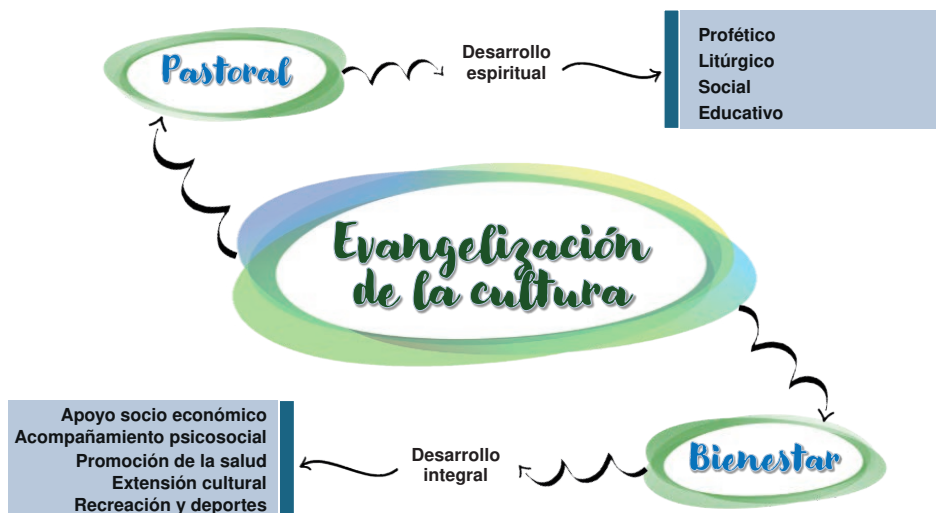 Pastoral
Desarrollo
espiritual
Profético
Litúrgico
Social
Educativo
Evangelización
de la cultura
Apoyo socio económico
Acompañamiento psicosocial
Promoción de la salud
Extensión cultural
Recreación y deportes
Desarrollo
integral
Bienestar